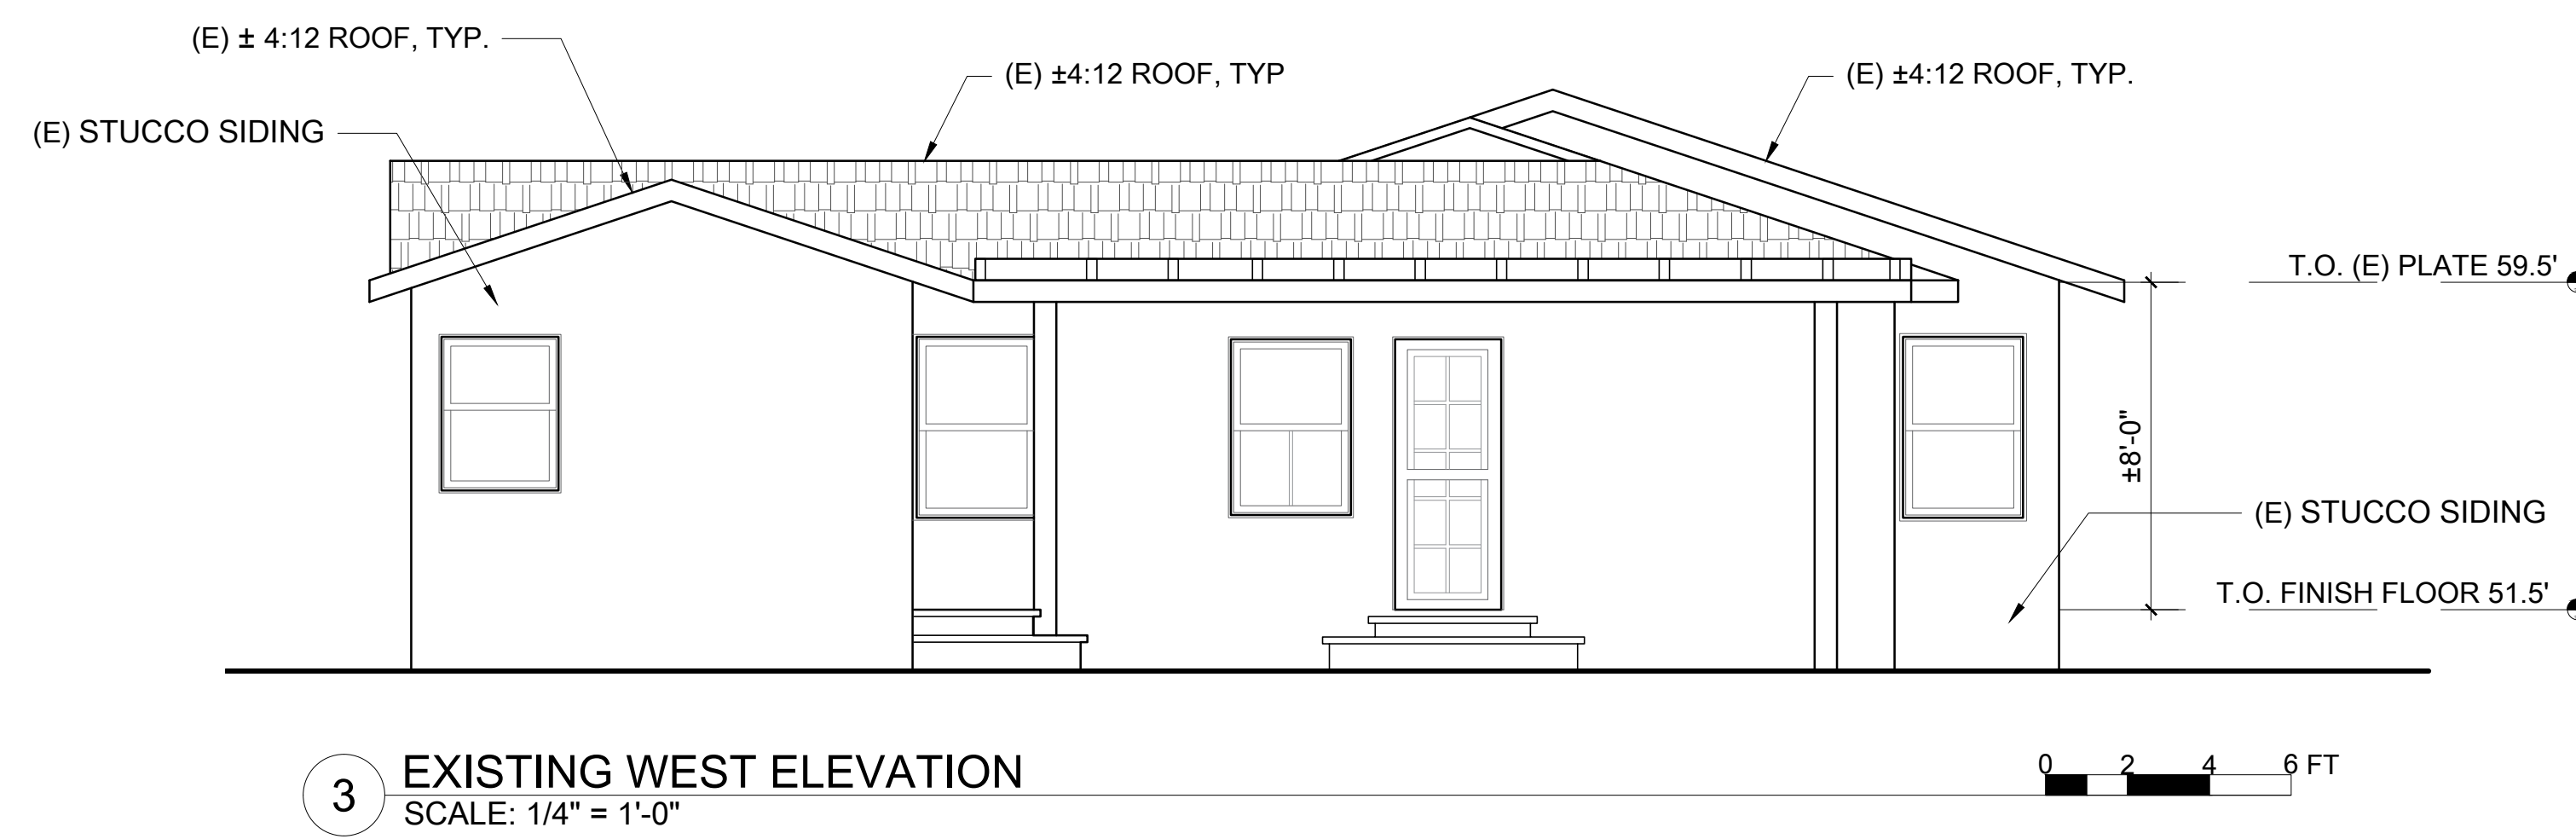 (E) ± 4:12 ROOF, TYP.
(E) ±4:12 ROOF, TYP
(E) ±4:12 ROOF, TYP.
(E) STUCCO SIDING
T.O. (E) PLATE 59.5'
±8'-0"
(E) STUCCO SIDING
T.O. FINISH FLOOR 51.5'
3
EXISTING WEST ELEVATION
SCALE: 1/4" = 1'-0"
0 2 4 6 FT